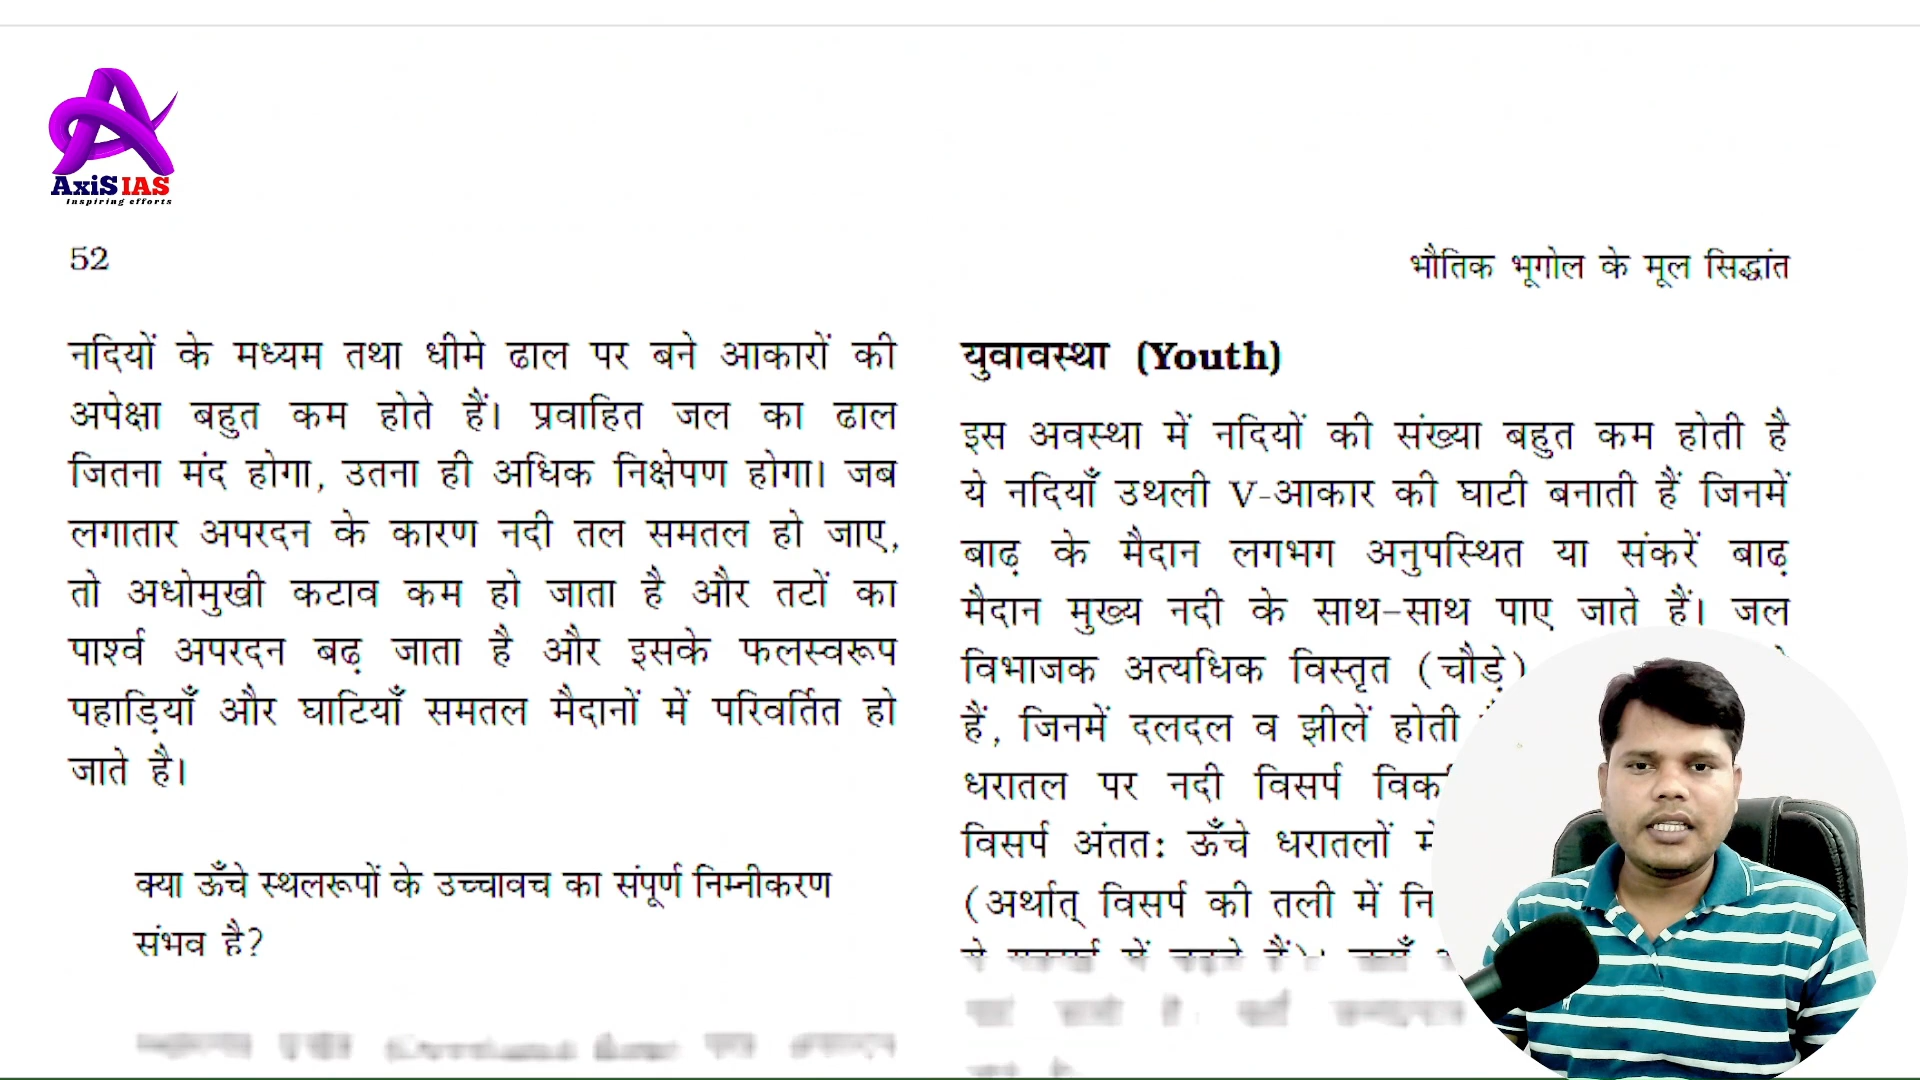 AxiS IAS
Inspiring efforts
52
भौतिक भूगोल के मूल सिद्धांत
नदियों के मध्यम तथा धीमे ढाल पर बने आकारों की
अपेक्षा बहुत कम होते हैं। प्रवाहित जल का ढाल
जितना मंद होगा, उतना ही अधिक निक्षेपण होगा। जब
लगातार अपरदन के कारण नदी तल समतल हो जाए,
तो अधोमुखी कटाव कम हो जाता है और तटों का
पार्श्व अपरदन बढ़ जाता है और इसके फलस्वरूप
पहाड़ियाँ और घाटियाँ समतल मैदानों में परिवर्तित हो
जाते है।
क्या ऊँचे स्थलरूपों के उच्चावच का संपूर्ण निम्नीकरण
संभव है?
युवावस्था (Youth)
इस अवस्था में नदियों की संख्या बहुत कम होती है
ये नदियाँ उथली V-आकार की घाटी बनाती हैं जिनमें
बाढ़ के मैदान लगभग अनुपस्थित या संकरें बाढ़
मैदान मुख्य नदी के साथ-साथ पाए जाते हैं। जल
विभाजक अत्यधिक विस्तृत (चौड़े)
हैं, जिनमें दलदल व झीलें होती
धरातल पर नदी विसर्प
विसर्प अंतत: ऊँचे धरातलों
(अर्थात् विसर्प की तली में